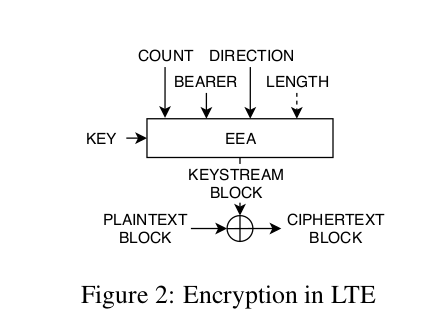 COUNT DIRECTION
BEARER LENGTH
KEY EEA
KEYSTREAM
BLOCK
PLAINTEXT
BLOCK
CIPHERTEXT
BLOCK
Figure 2: Encryption in LTE